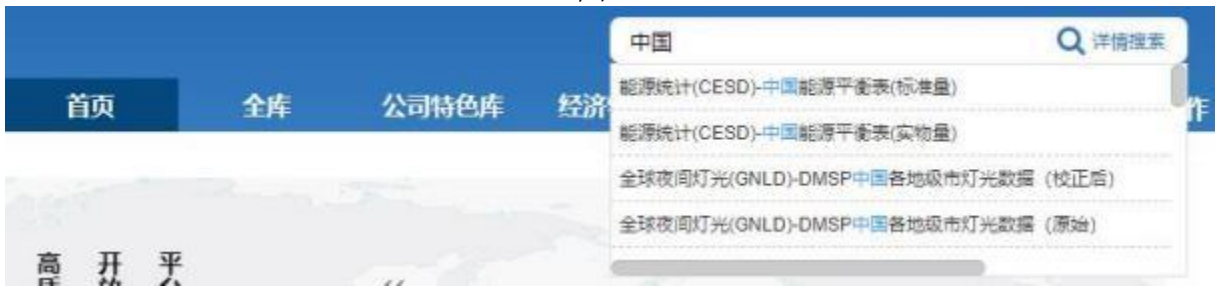 中国
详情搜索
首页 全库 公司特色库 经济 作
能源统计(CESD)-中国能源平衡表(标准量)
能源统计(CESD)-中国能源平衡表(实物量)
全球夜间灯光(GNLD)-DMSP中国各地级市灯光数据（校正后）
全球夜间灯光(GNLD)-DMSP中国各地级市灯光数据（原始）
高 开 平